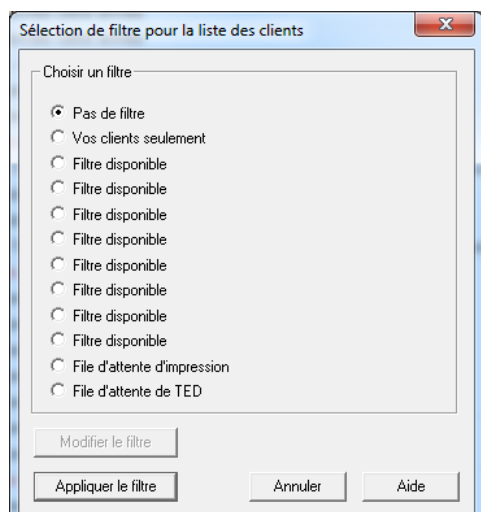 Sélection de filtre pour la liste des clients
Choisir un filtre
Pas de filtre
Vos clients seulement
Filtre disponible
Filtre disponible
Filtre disponible
Filtre disponible
Filtre disponible
Filtre disponible
Filtre disponible
Filtre disponible
File d'attente d'impression
File d'attente de TED
Modifier le filtre
Appliquer le filtre Annuler Aide